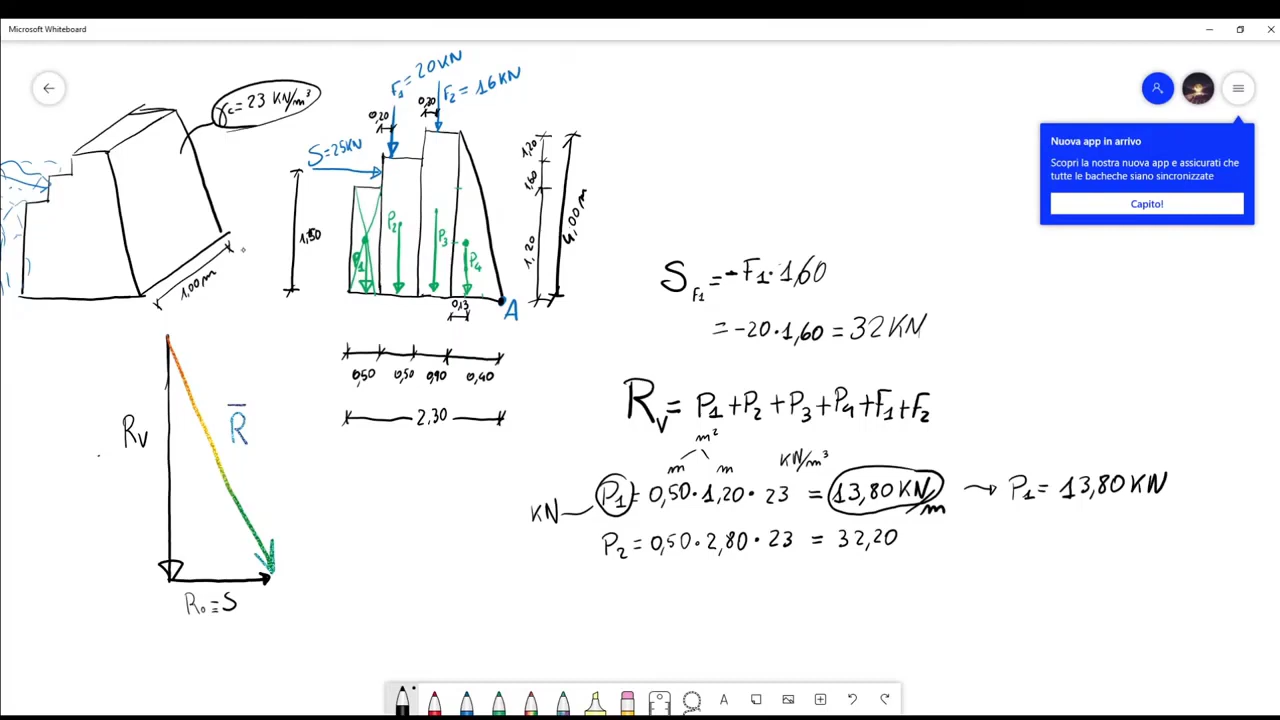 Microsoft Whiteboard
γc = 23 KN/m³
1,00 m
F1 = 20 KN
F2 = 16 KN
0,20
0,20
S = 25 KN
1,50
P1
P2
P3
P4
0,13
A
1,20
1,60
1,20
4,00 m
0,50 0,50 0,90 0,40
2,30
Nuova app in arrivo
Scopri la nostra nuova app e assicurati che
tutte le bacheche siano sincronizzate
Capito!
S F1 = -F1 · 1,60
= -20 · 1,60 = 32 KN
Rv = P1 + P2 + P3 + P4 + F1 + F2
m²
m m KN/m³
KN P1 = 0,50 · 1,20 · 23 = 13,80 KN/m → P1 = 13,80 KN
P2 = 0,50 · 2,80 · 23 = 32,20
Rv
R̅
Ro = S
A